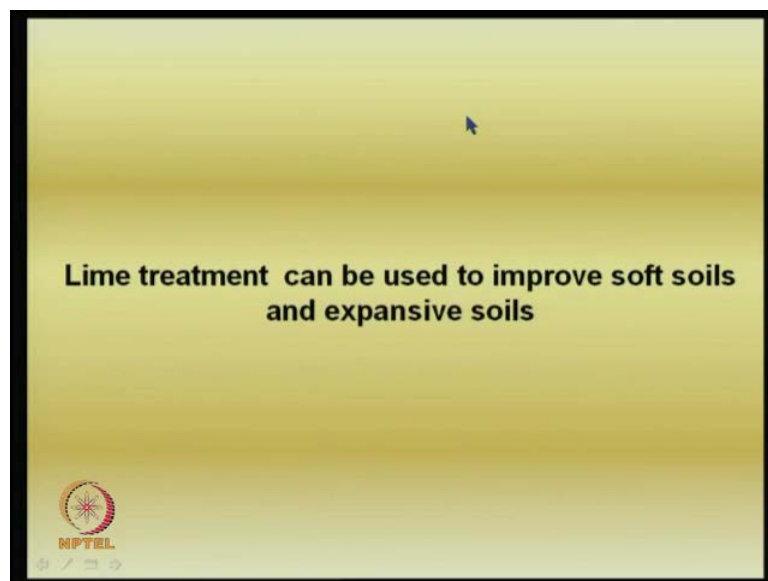 Lime treatment can be used to improve soft soils
and expansive soils
NPTEL